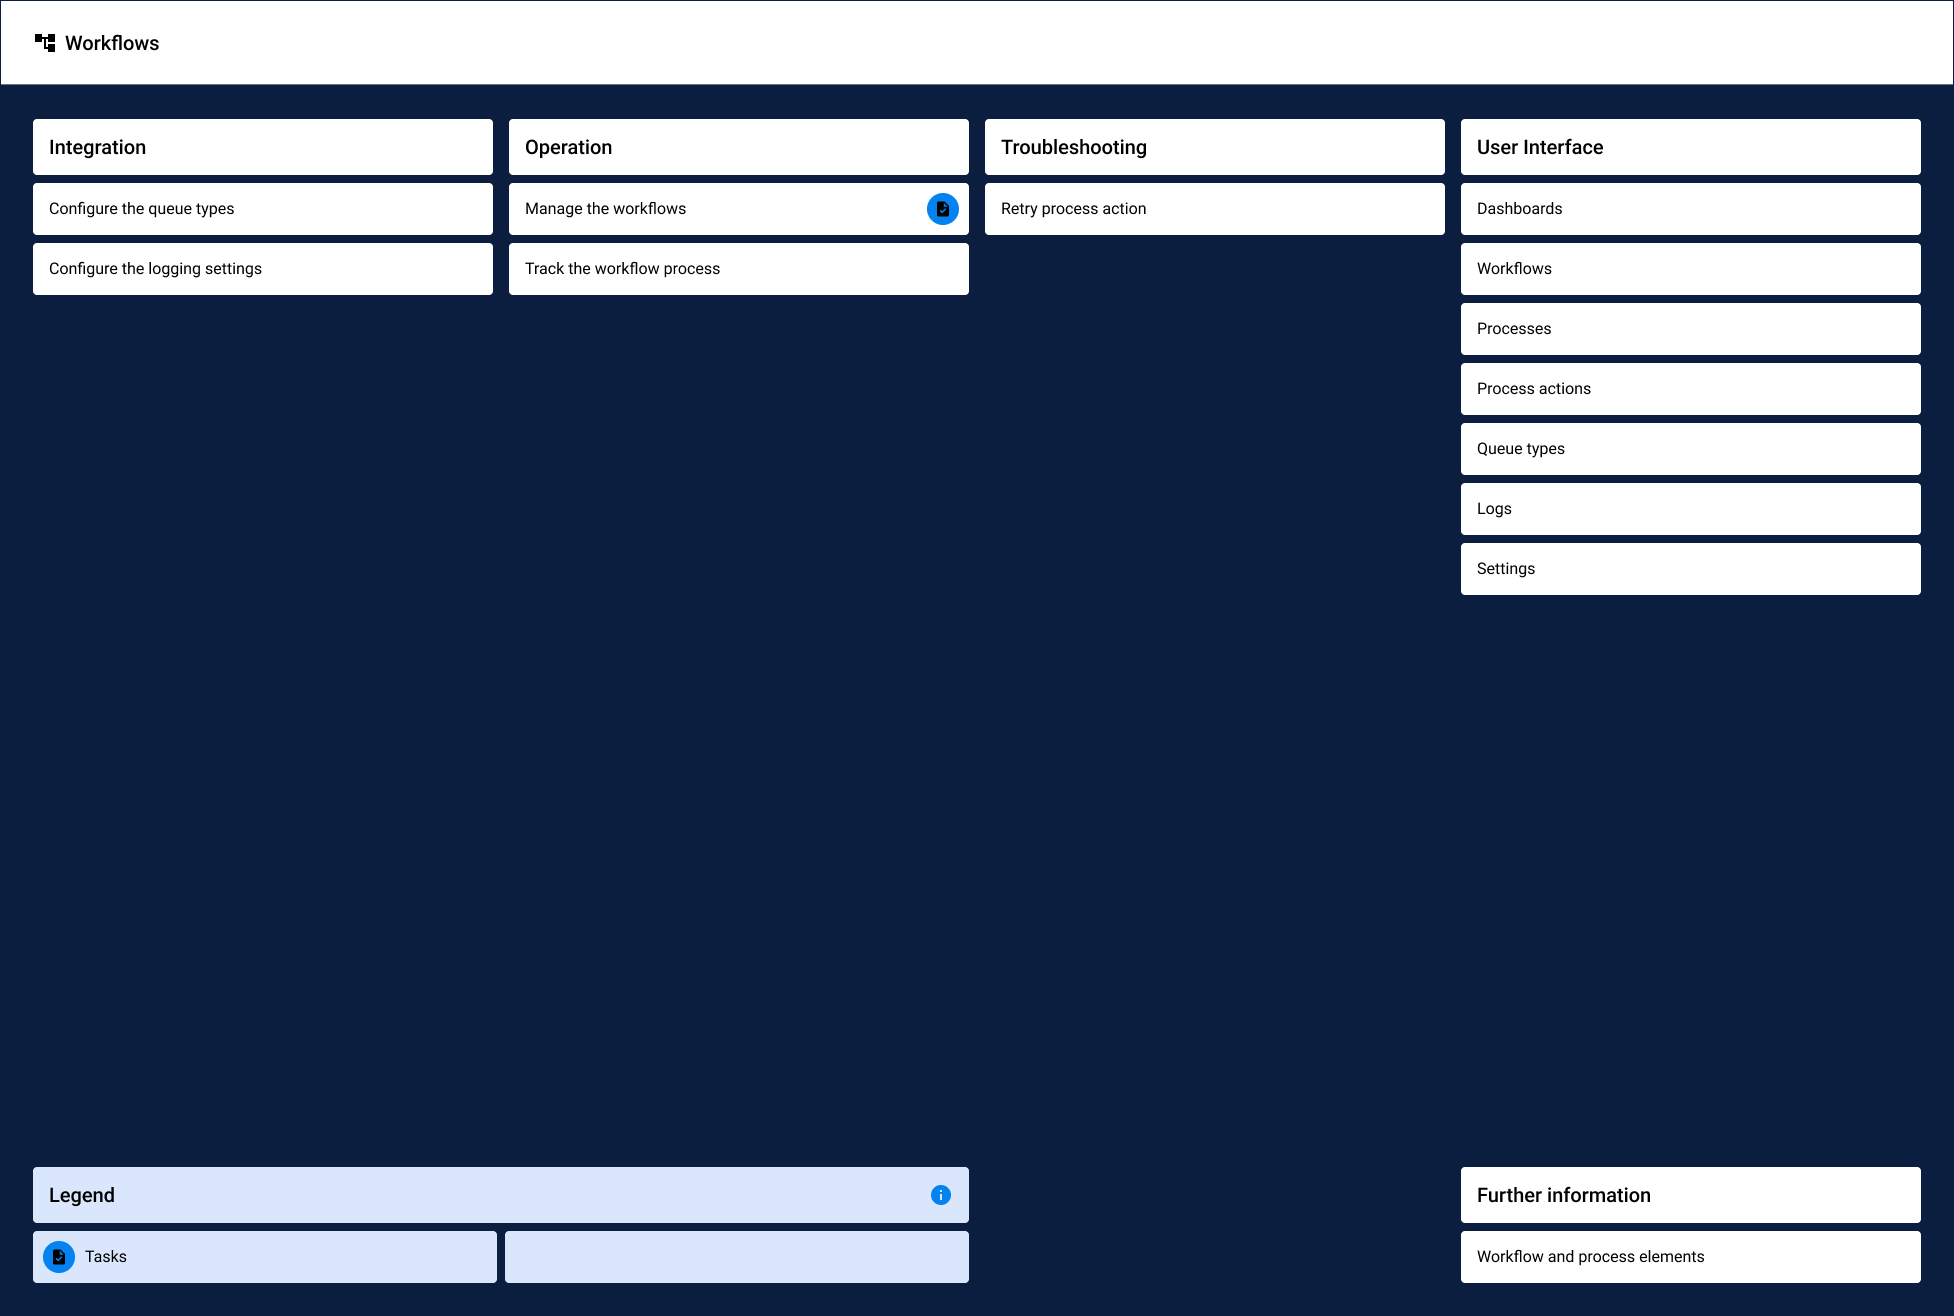 Workflows
Integration
Configure the queue types
Configure the logging settings
Operation
Manage the workflows
Track the workflow process
Troubleshooting
Retry process action
User Interface
Dashboards
Workflows
Processes
Process actions
Queue types
Logs
Settings
Legend
Tasks
Further information
Workflow and process elements